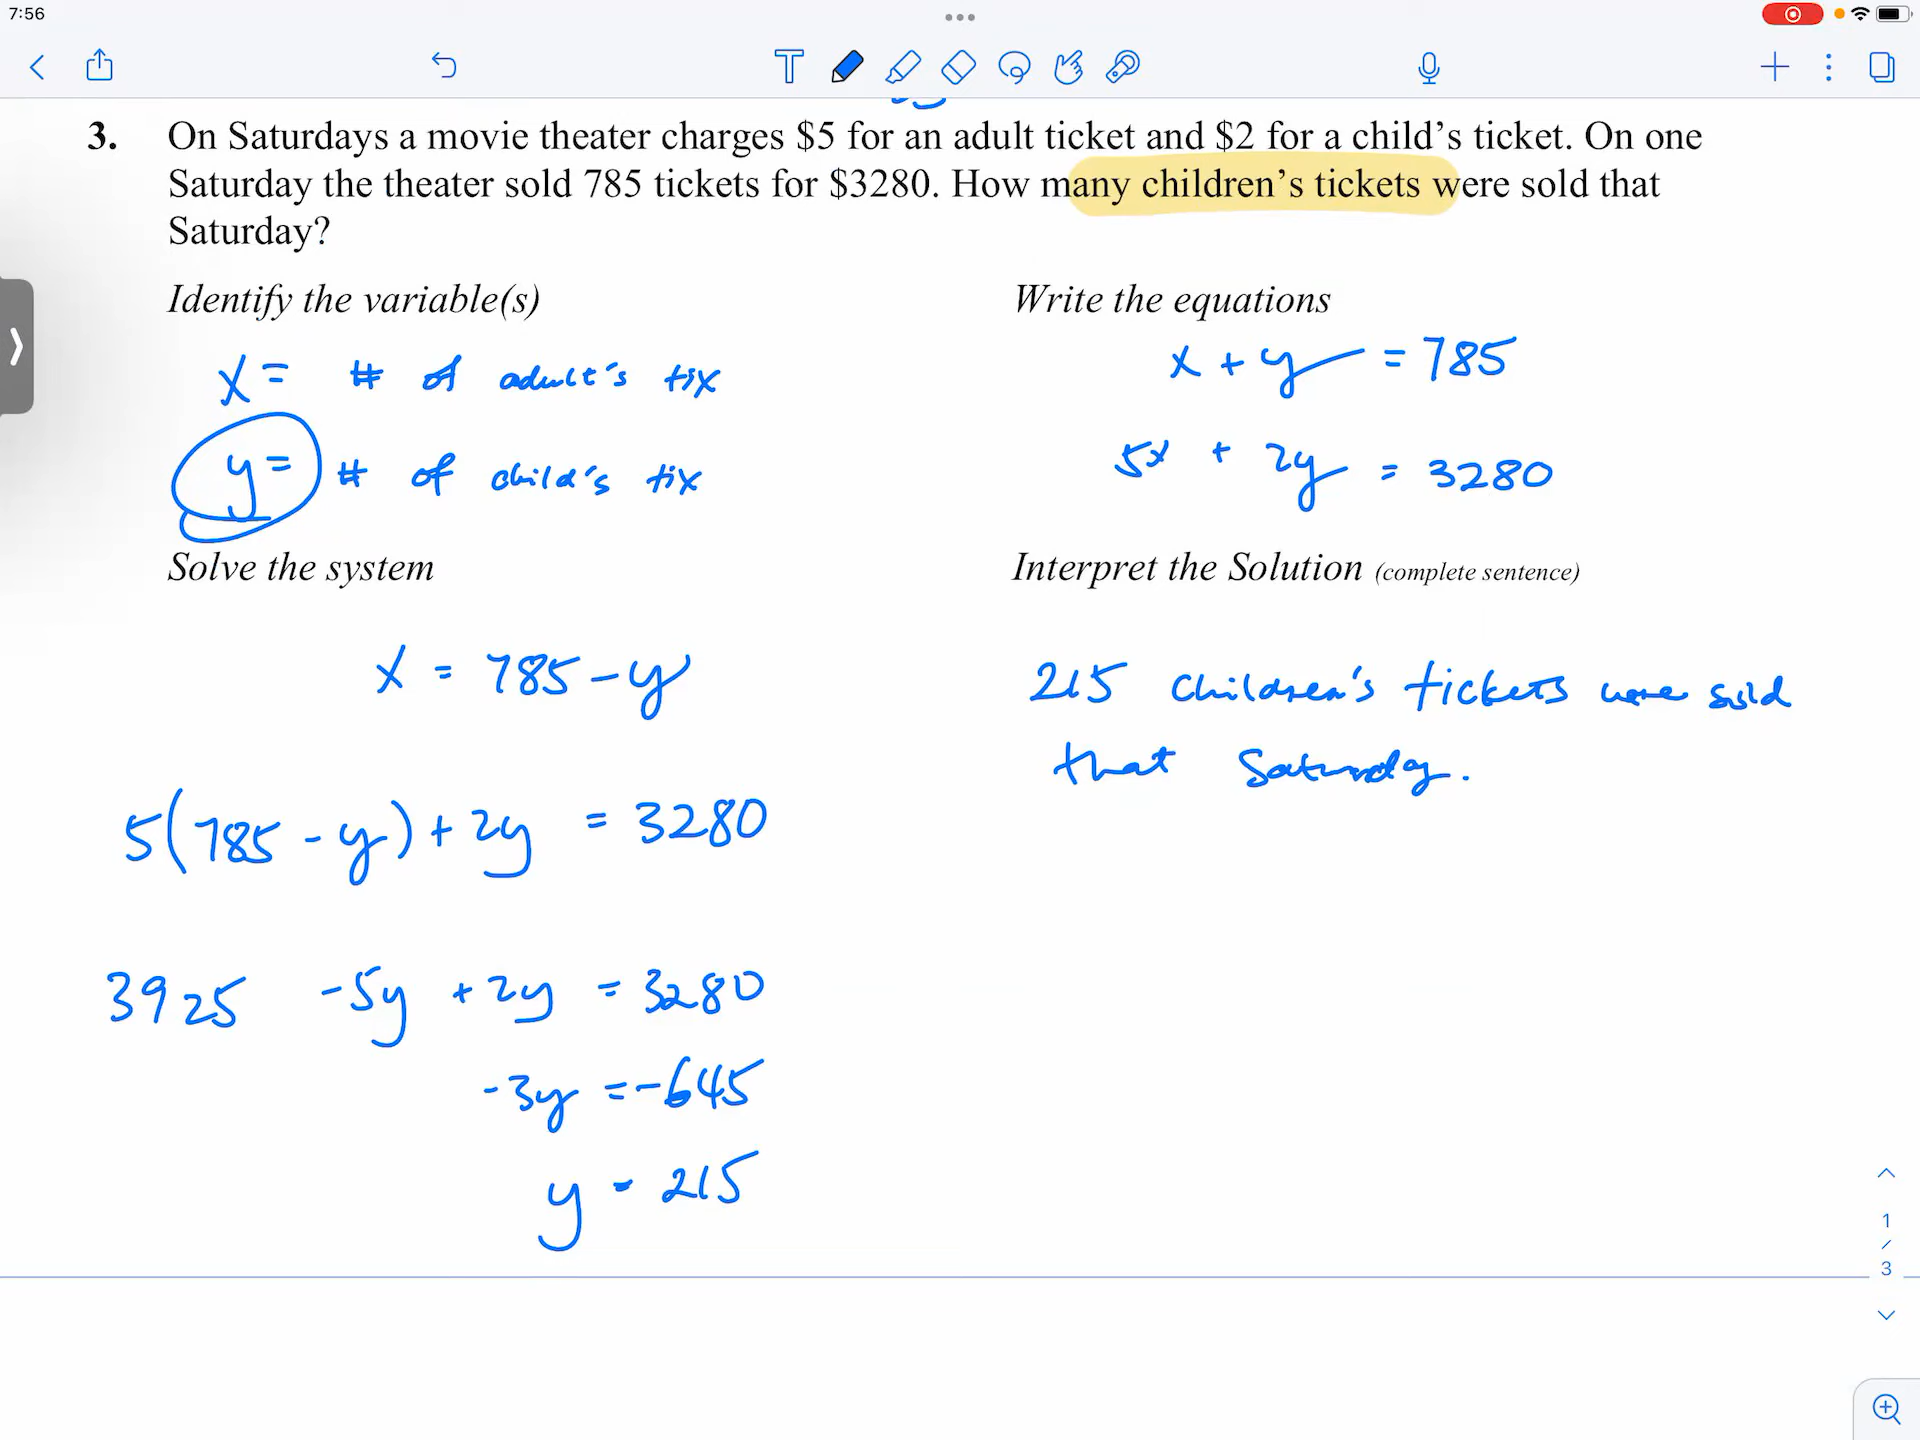 7:56
3. On Saturdays a movie theater charges $5 for an adult ticket and $2 for a child's ticket. On one
Saturday the theater sold 785 tickets for $3280. How many children's tickets were sold that
Saturday?
Identify the variable(s)
x = # of adult's tix
y = # of child's tix
Write the equations
x + y = 785
5x + 2y = 3280
Solve the system
x = 785 - y
5(785 - y) + 2y = 3280
3925 - 5y + 2y = 3280
-3y = -645
y = 215
Interpret the Solution (complete sentence)
215 children's tickets were sold
that Saturday.
1
/
3